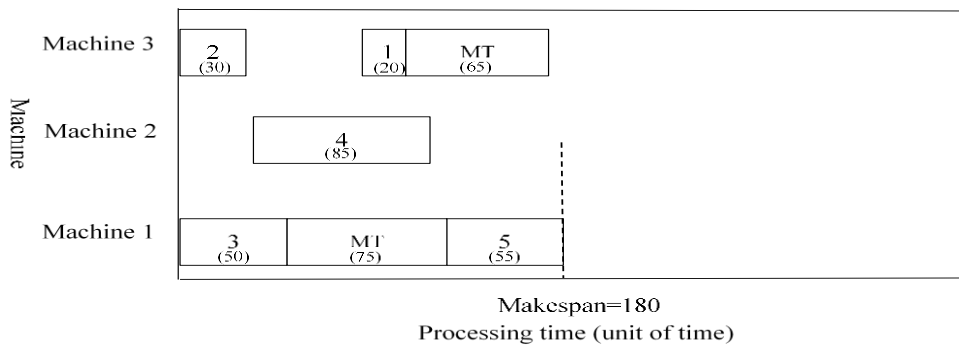 Machine 3
2
(30)
1
(20)
MT
(65)
Machine
Machine 2
4
(85)
Machine 1
3
(50)
MT
(75)
5
(55)
Makespan=180
Processing time (unit of time)